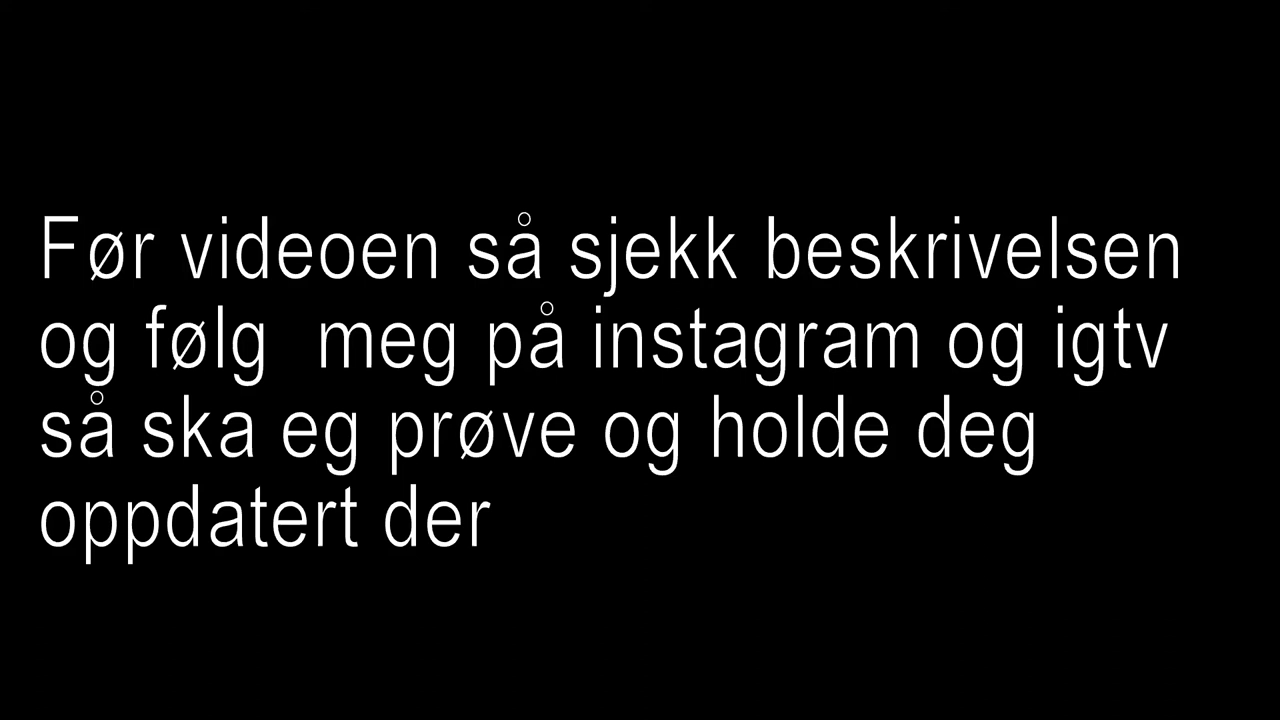 Før videoen så sjekk beskrivelsen
og følg  meg på instagram og igtv
så ska eg prøve og holde deg
oppdatert der